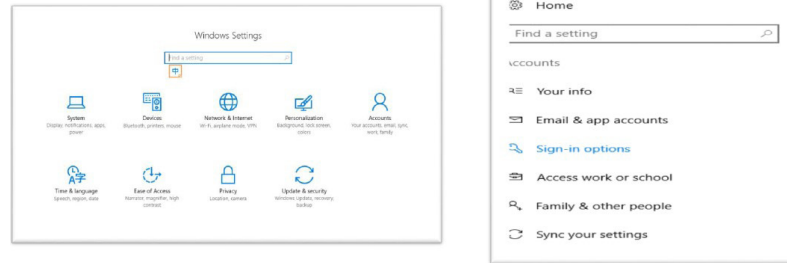 Windows Settings
Find a setting
中
System
Display, notifications, apps,
power
Devices
Bluetooth, printers, mouse
Network & Internet
Wi-Fi, airplane mode, VPN
Personalization
Background, lock screen,
colors
Accounts
Your accounts, email, sync,
work, family
Time & language
Speech, region, date
Ease of Access
Narrator, magnifier, high
contrast
Privacy
Location, camera
Update & security
Windows Update, recovery,
backup
Home
Find a setting
Accounts
Your info
Email & app accounts
Sign-in options
Access work or school
Family & other people
Sync your settings